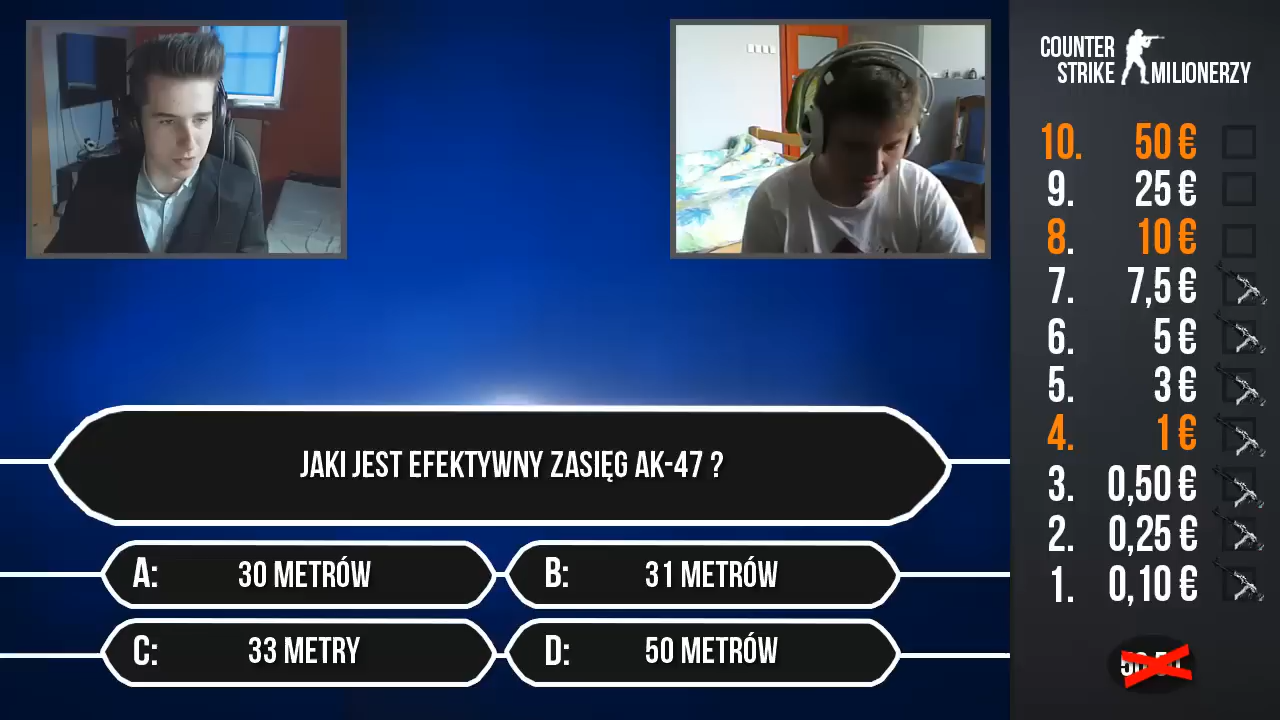 COUNTER
STRIKE MILIONERZY
10. 50 €
9. 25 €
8. 10 €
7. 7,5 €
6. 5 €
5. 3 €
4. 1 €
3. 0,50 €
2. 0,25 €
1. 0,10 €
JAKI JEST EFEKTYWNY ZASIĘG AK-47 ?
A: 30 METRÓW
B: 31 METRÓW
C: 33 METRY
D: 50 METRÓW